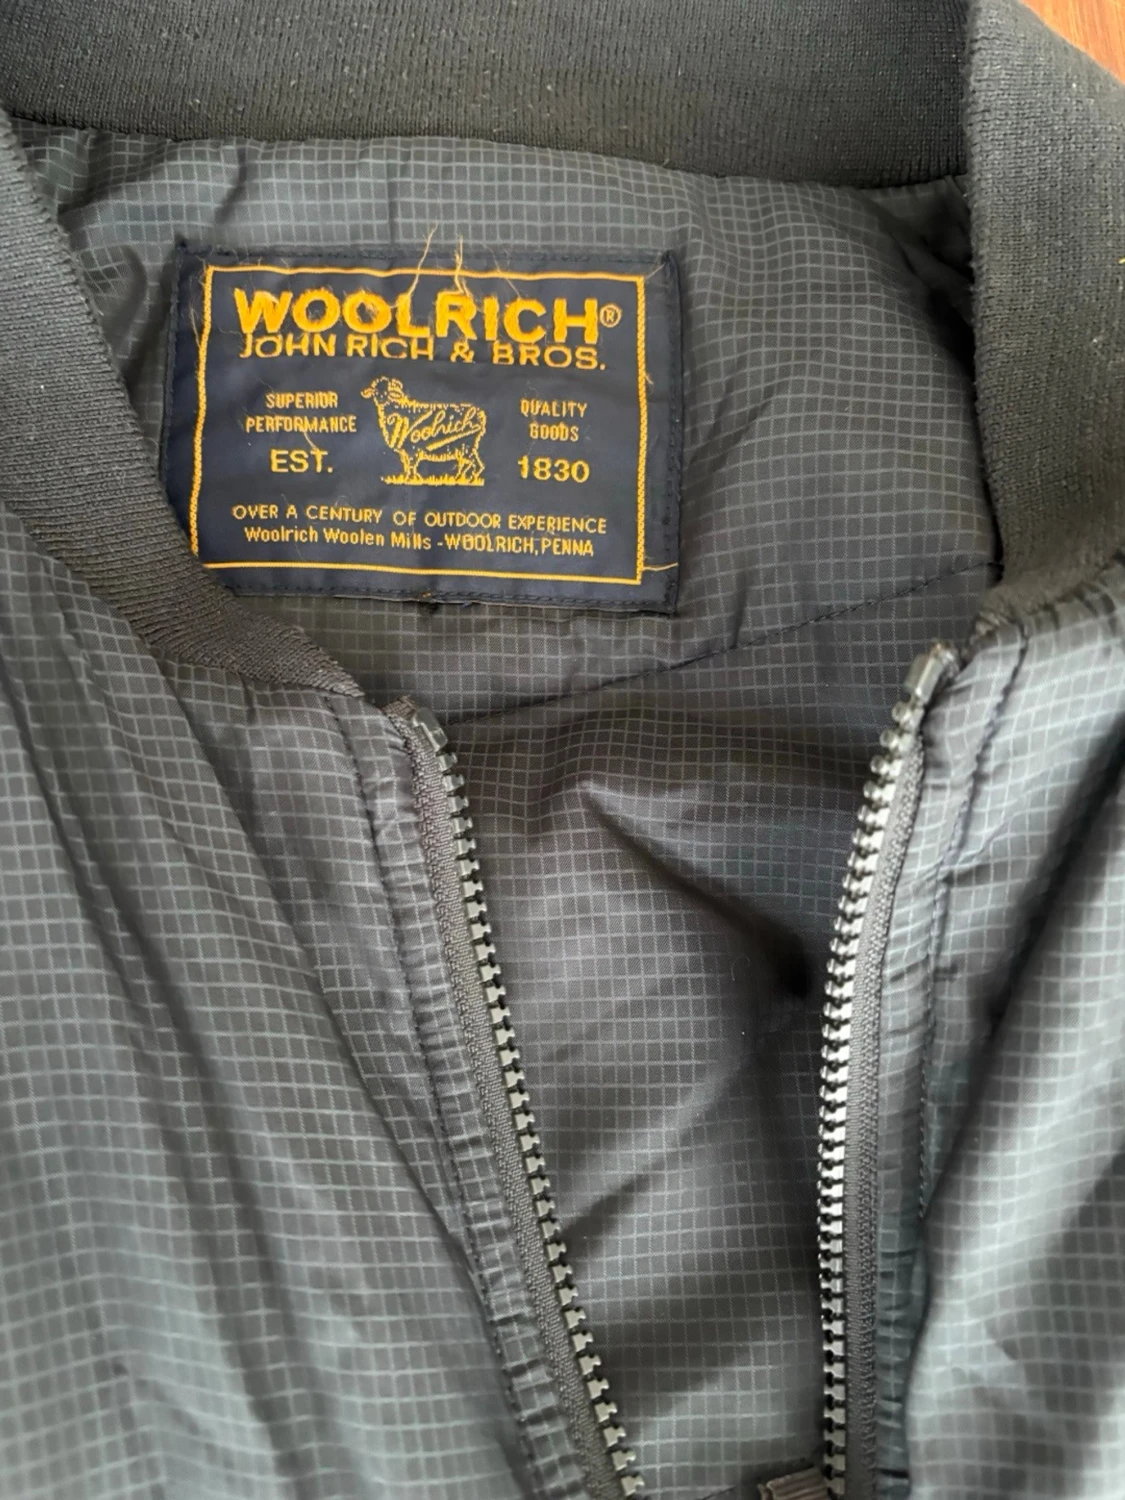 WOOLRICH®
JOHN RICH & BROS.
SUPERIOR
PERFORMANCE
EST.
Woolrich
QUALITY
GOODS
1830
OVER A CENTURY OF OUTDOOR EXPERIENCE
Woolrich Woolen Mills -WOOLRICH, PENNA